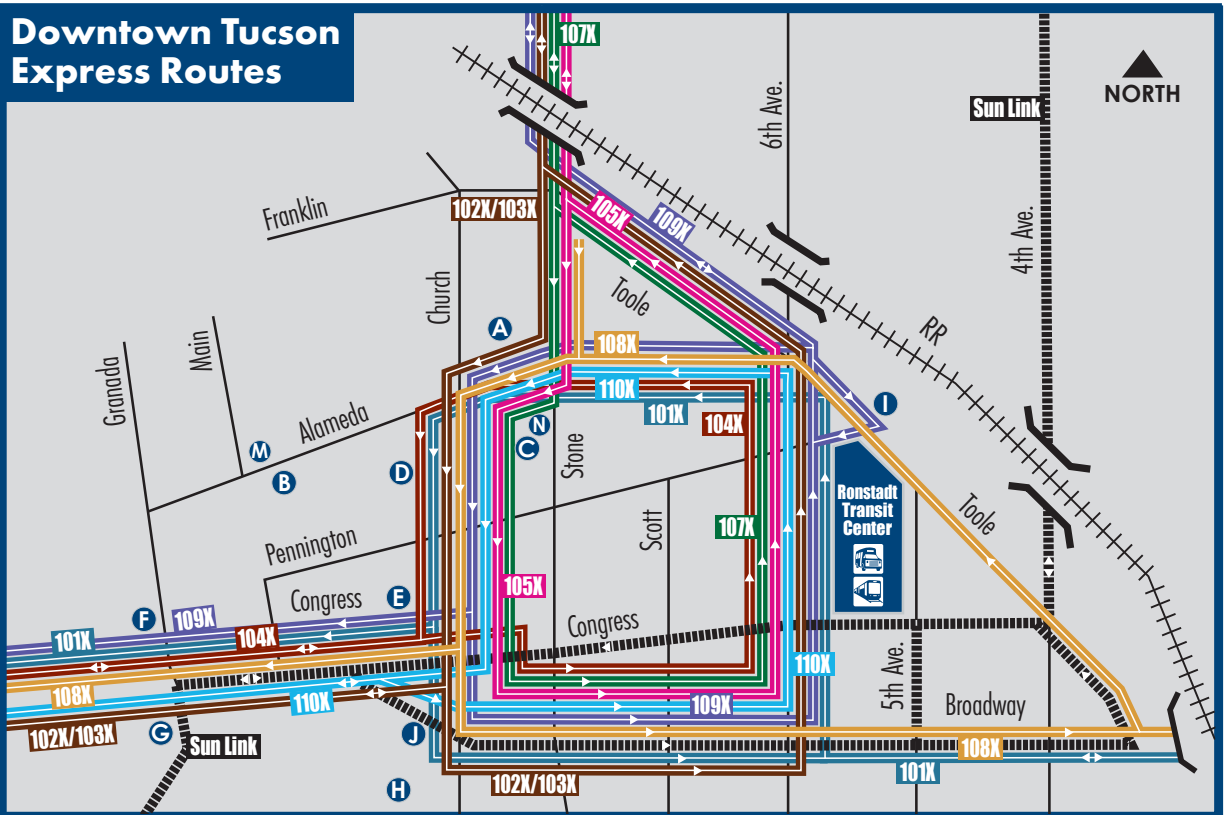 Downtown Tucson
Express Routes
107X
6th Ave.
Sun Link
NORTH
Franklin
102X/103X
105X
109X
4th Ave.
Church
Toole
RR
Main
Granada
A
108X
110X
101X
104X
I
Alameda
N
C
Stone
M
B
D
Ronstadt
Transit
Center
Toole
Pennington
Scott
107X
105X
Congress
E
F
109X
101X
104X
Congress
108X
110X
102X/103X
G
Sun Link
J
H
110X
5th Ave.
109X
Broadway
108X
101X
102X/103X